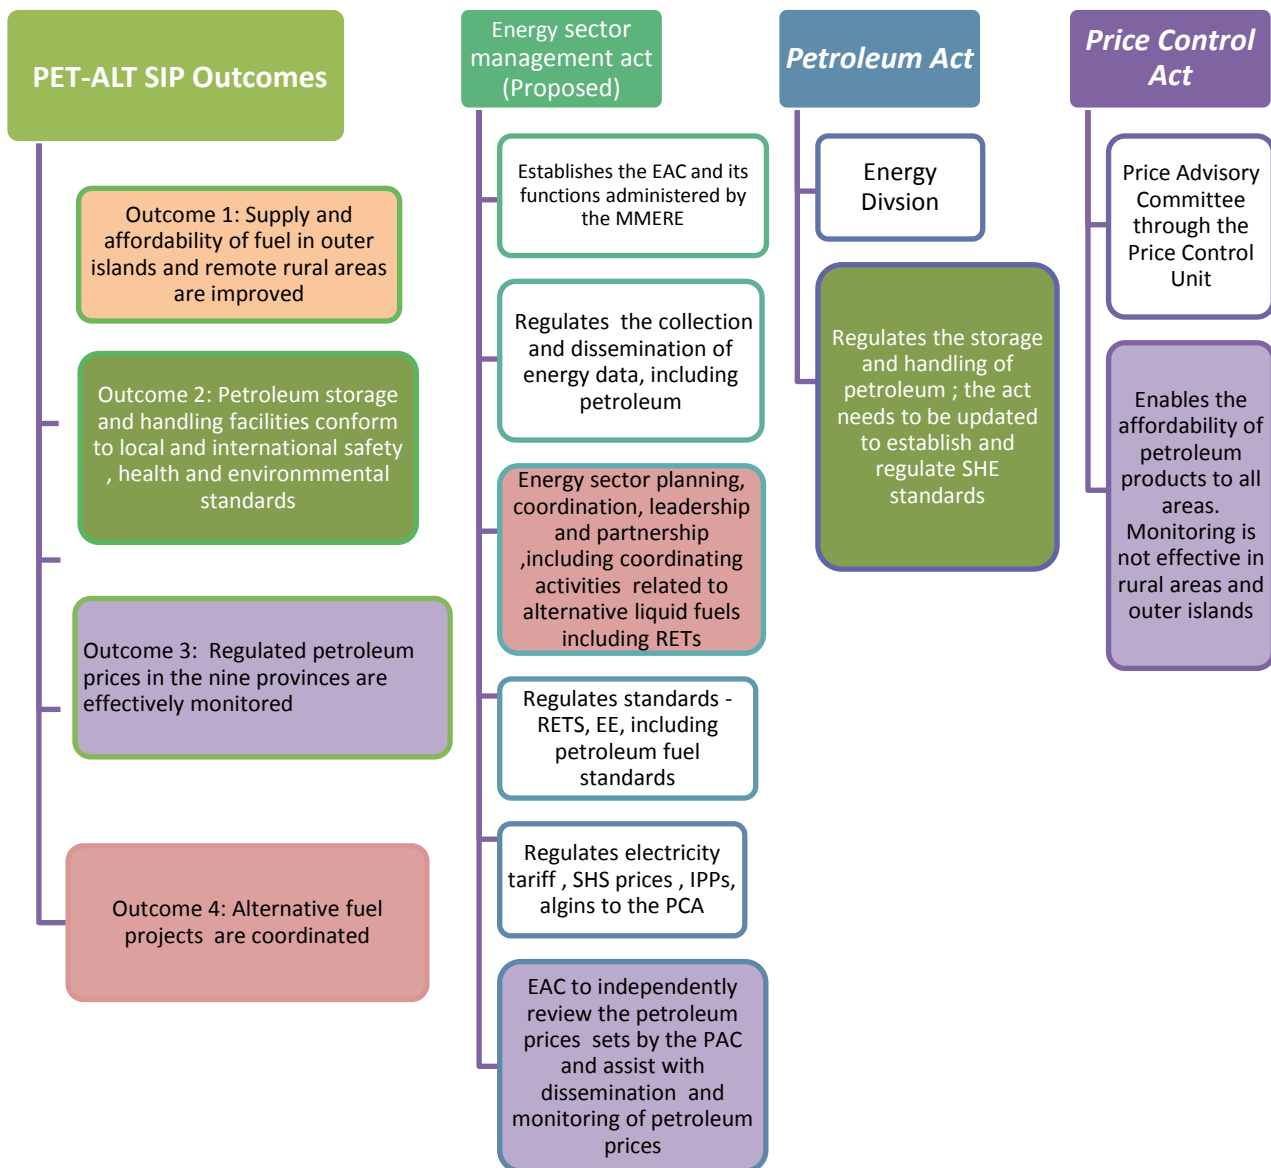 PET-ALT SIP Outcomes
Outcome 1: Supply and
affordability of fuel in outer
islands and remote rural areas
are improved
Outcome 2: Petroleum storage
and handling facilities conform
to local and international safety
, health and environmmental
standards
Outcome 3:  Regulated petroleum
prices in the nine provinces are
effectively monitored
Outcome 4: Alternative fuel
projects  are coordinated
Energy sector
management act
(Proposed)
Establishes the EAC and its
functions administered by
the MMERE
Regulates  the collection
and dissemination of
energy data, including
petroleum
Energy sector planning,
coordination, leadership
and partnership
,including coordinating
activities  related to
alternative liquid fuels
including RETs
Regulates standards -
RETS, EE, including
petroleum fuel
standards
Regulates electricity
tariff , SHS prices , IPPs,
algins to the PCA
EAC to independently
review the petroleum
prices  sets by the PAC
and assist with
dissemination  and
monitoring of petroleum
prices
Petroleum Act
Energy
Divsion
Regulates the storage
and handling of
petroleum ; the act
needs to be updated
to establish and
regulate SHE
standards
Price Control
Act
Price Advisory
Committee
through the
Price Control
Unit
Enables the
affordability of
petroleum
products to all
areas.
Monitoring is
not effective in
rural areas and
outer islands